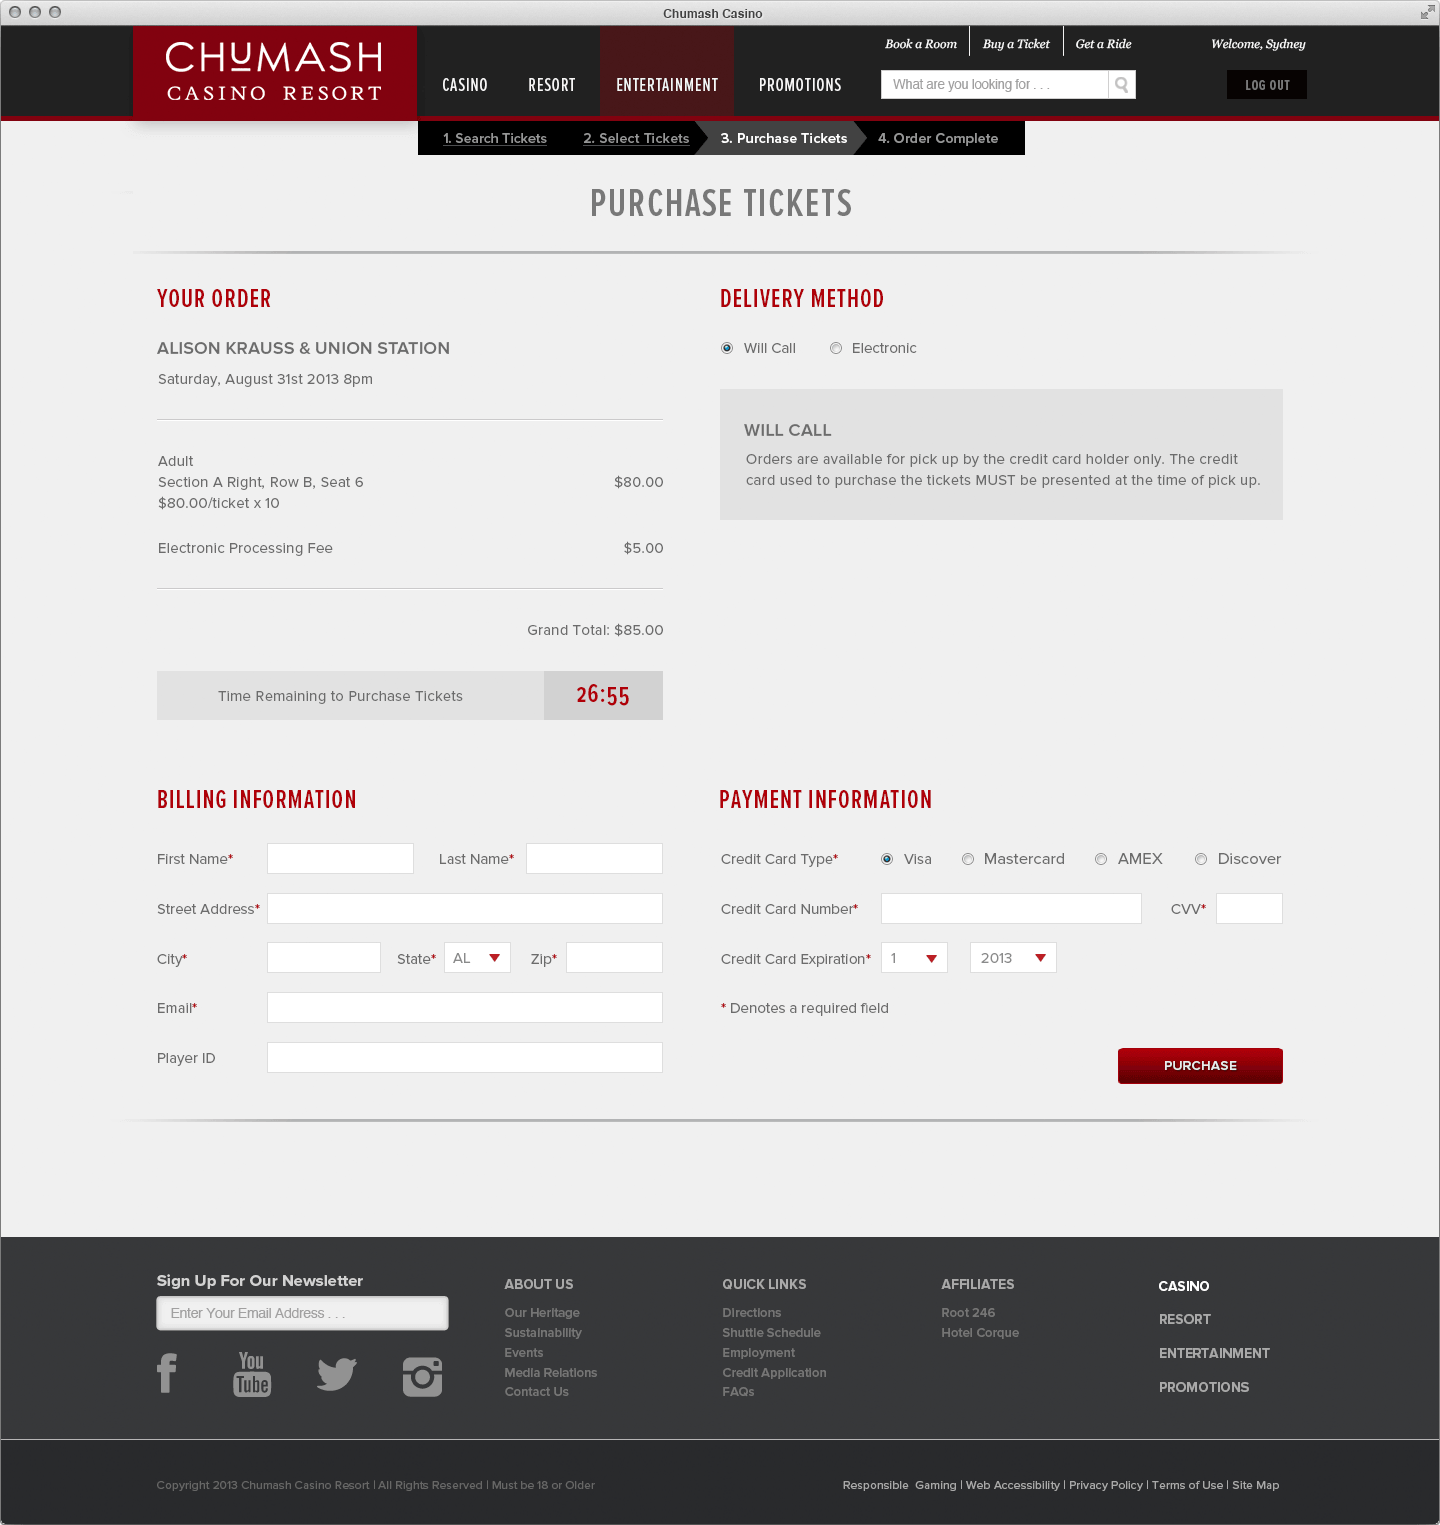 Chumash Casino
CHUMASH
CASINO RESORT
CASINO
RESORT
ENTERTAINMENT
PROMOTIONS
Book a Room
Buy a Ticket
Get a Ride
Welcome, Sydney
What are you looking for . . .
LOG OUT
1. Search Tickets
2. Select Tickets
3. Purchase Tickets
4. Order Complete
PURCHASE TICKETS
YOUR ORDER
ALISON KRAUSS & UNION STATION
Saturday, August 31st 2013 8pm
Adult
Section A Right, Row B, Seat 6 $80.00
$80.00/ticket x 10
Electronic Processing Fee $5.00
Grand Total: $85.00
Time Remaining to Purchase Tickets 26:55
DELIVERY METHOD
Will Call Electronic
WILL CALL
Orders are available for pick up by the credit card holder only. The credit
card used to purchase the tickets MUST be presented at the time of pick up.
BILLING INFORMATION
First Name* Last Name*
Street Address*
City* State* AL Zip*
Email*
Player ID
PAYMENT INFORMATION
Credit Card Type* Visa Mastercard AMEX Discover
Credit Card Number* CVV*
Credit Card Expiration* 1 2013
* Denotes a required field
PURCHASE
Sign Up For Our Newsletter
Enter Your Email Address . . .
f
You
Tube
ABOUT US
Our Heritage
Sustainability
Events
Media Relations
Contact Us
QUICK LINKS
Directions
Shuttle Schedule
Employment
Credit Application
FAQs
AFFILIATES
Root 246
Hotel Corque
CASINO
RESORT
ENTERTAINMENT
PROMOTIONS
Copyright 2013 Chumash Casino Resort | All Rights Reserved | Must be 18 or Older
Responsible Gaming | Web Accessibility | Privacy Policy | Terms of Use | Site Map